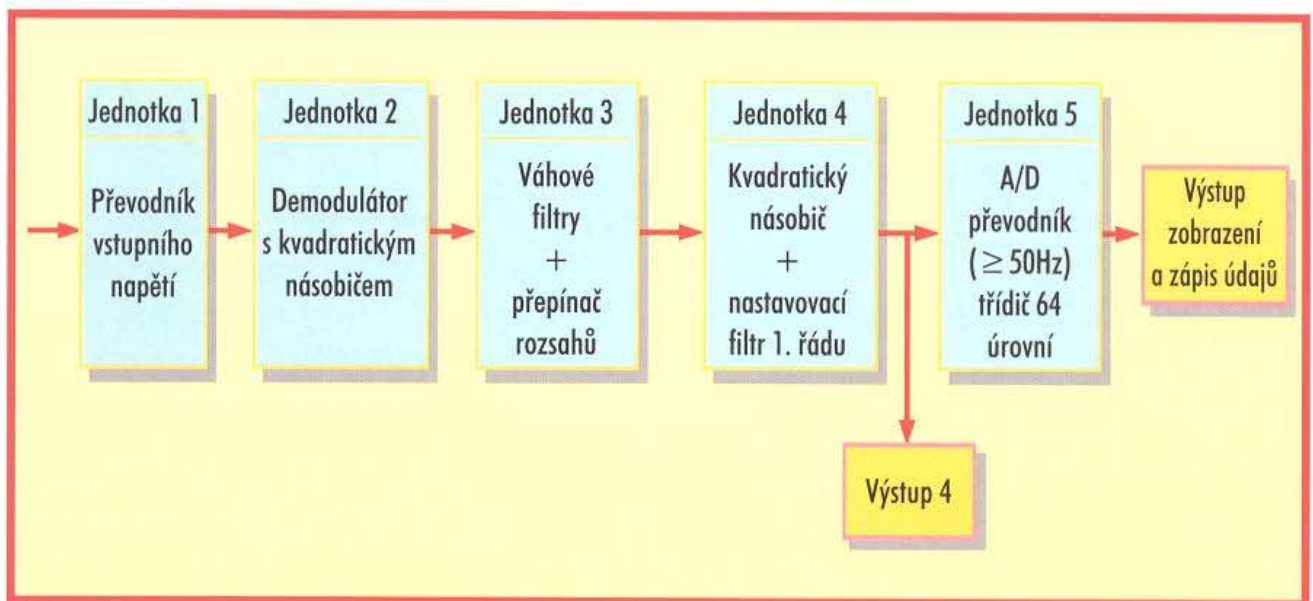 Jednotka 1
Převodník
vstupního
napětí
Jednotka 2
Demodulátor
s kvadratickým
násobičem
Jednotka 3
Váhové
filtry
+
přepínač
rozsahů
Jednotka 4
Kvadratický
násobič
+
nastavovací
filtr 1. řádu
Jednotka 5
A/D
převodník
(≥ 50Hz)
třídič 64
úrovní
Výstup
zobrazení
a zápis údajů
Výstup 4